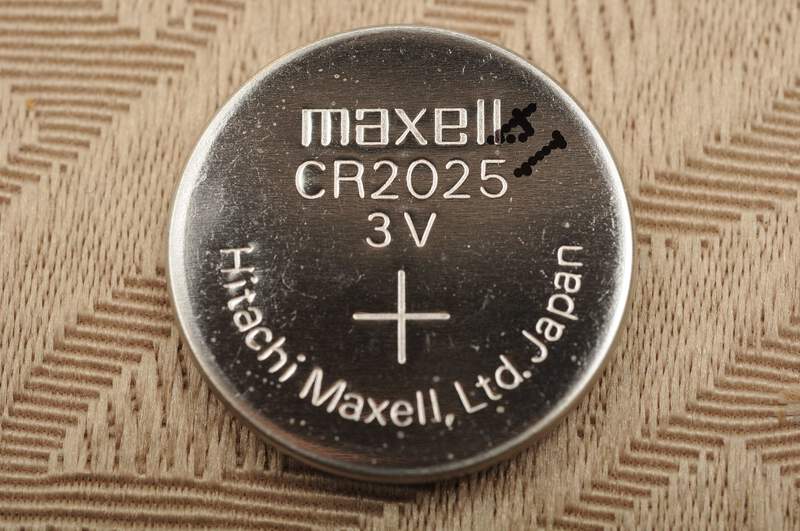 maxell
CR2025
3V
Hitachi Maxell, Ltd. Japan